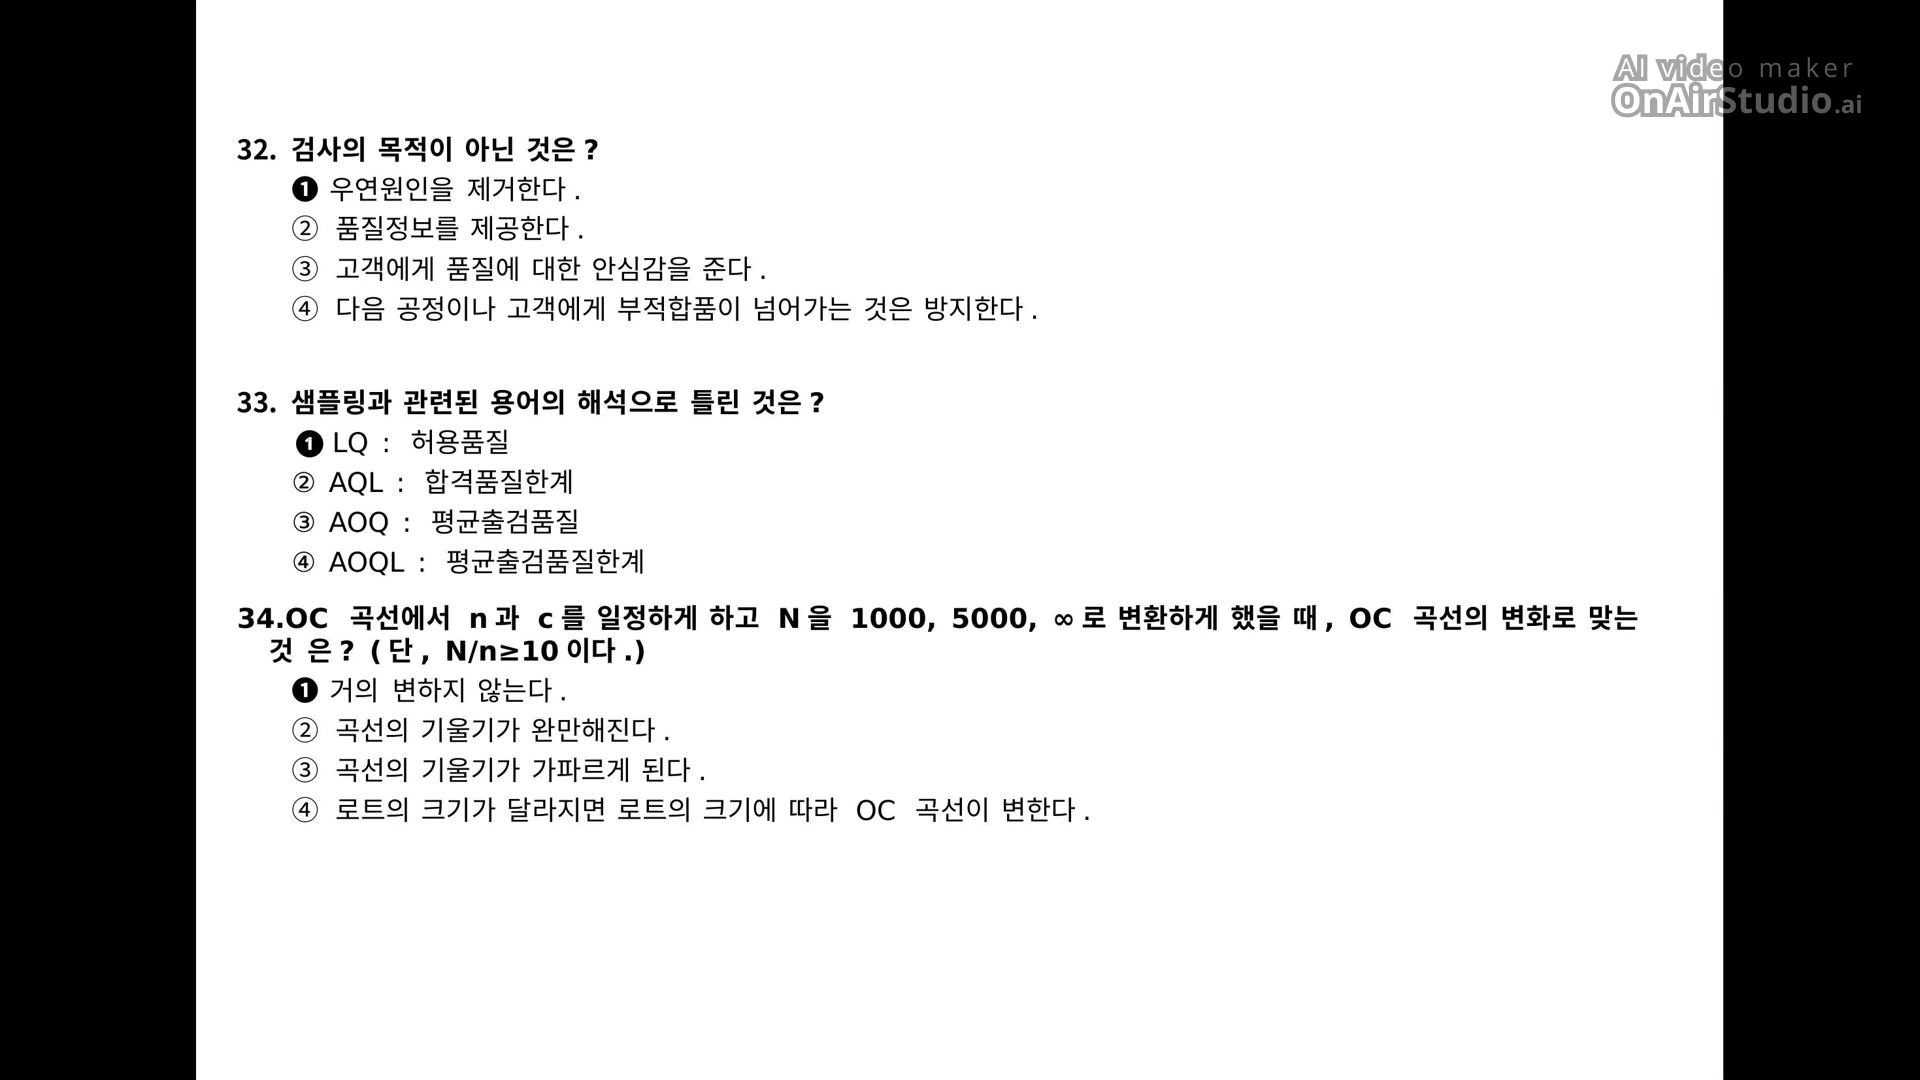 AI video maker
OnAirStudio.ai
32. 검사의 목적이 아닌 것은?
❶ 우연원인을 제거한다.
② 품질정보를 제공한다.
③ 고객에게 품질에 대한 안심감을 준다.
④ 다음 공정이나 고객에게 부적합품이 넘어가는 것은 방지한다.
33. 샘플링과 관련된 용어의 해석으로 틀린 것은?
❶ LQ : 허용품질
② AQL : 합격품질한계
③ AOQ : 평균출검품질
④ AOQL : 평균출검품질한계
34.OC 곡선에서 n과 c를 일정하게 하고 N을 1000, 5000, ∞로 변환하게 했을 때, OC 곡선의 변화로 맞는
것 은? (단, N/n≥10이다.)
❶ 거의 변하지 않는다.
② 곡선의 기울기가 완만해진다.
③ 곡선의 기울기가 가파르게 된다.
④ 로트의 크기가 달라지면 로트의 크기에 따라 OC 곡선이 변한다.